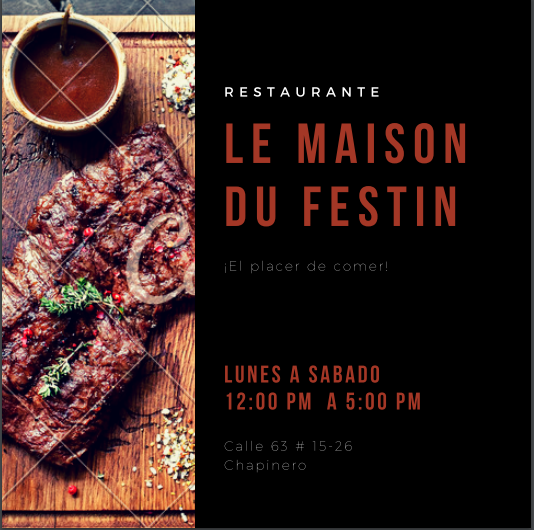 RESTAURANTE
LE MAISON
DU FESTIN
¡El placer de comer!
LUNES A SABADO
12:00 PM A 5:00 PM
Calle 63 # 15-26
Chapinero